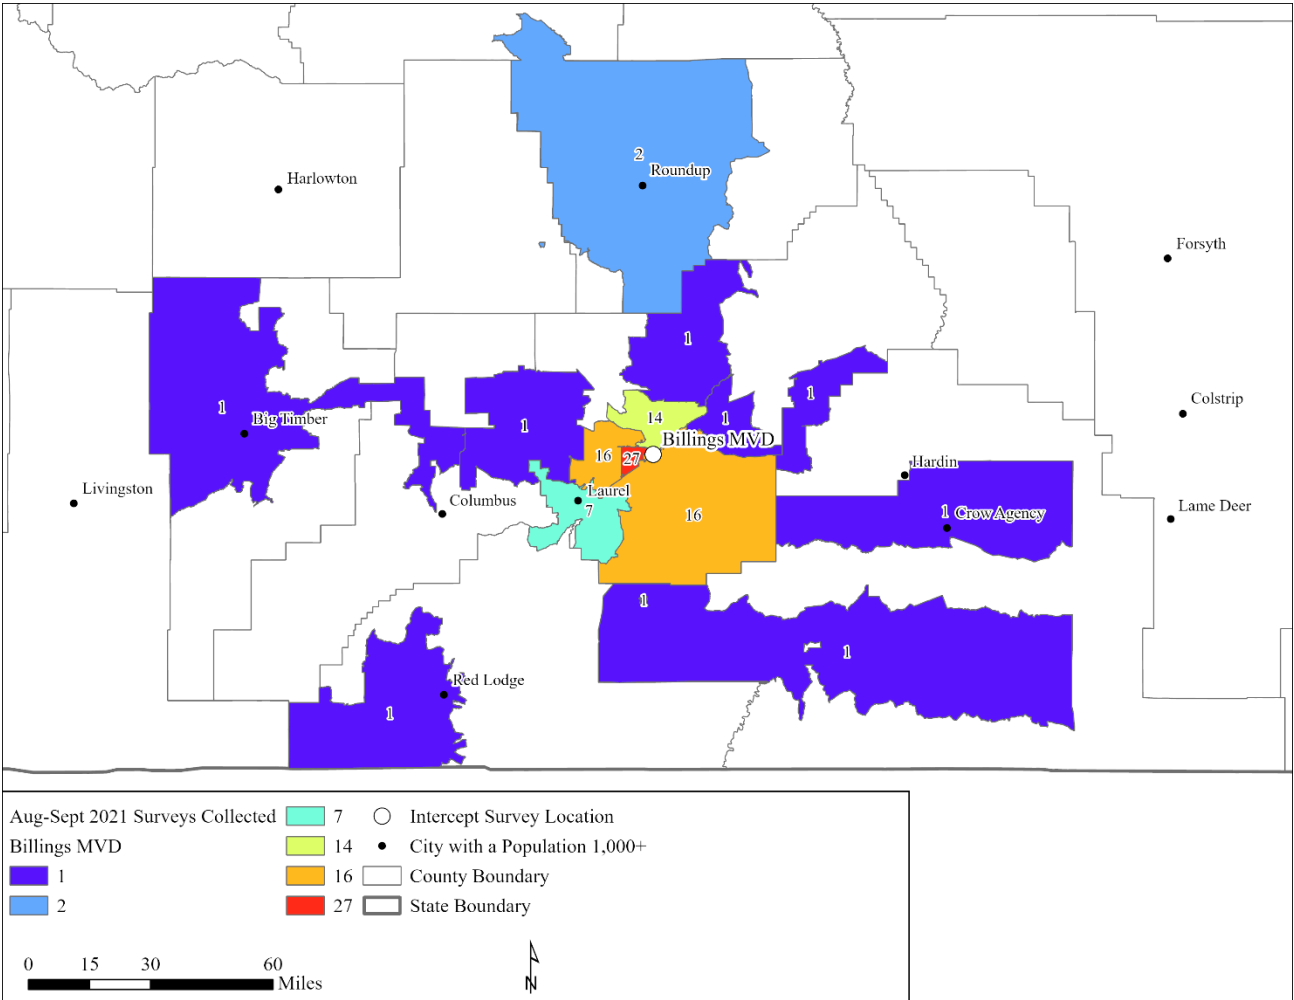 2
Roundup
Harlowton
Forsyth
1
1
Colstrip
1
Big Timber
1
14
1
Billings MVD
16
27
Hardin
Livingston
Columbus
Laurel
7
16
1
Crow Agency
Lame Deer
1
1
Red Lodge
1
Aug-Sept 2021 Surveys Collected
Billings MVD
1
2
7
14
16
27
Intercept Survey Location
City with a Population 1,000+
County Boundary
State Boundary
0 15 30 60
Miles
N